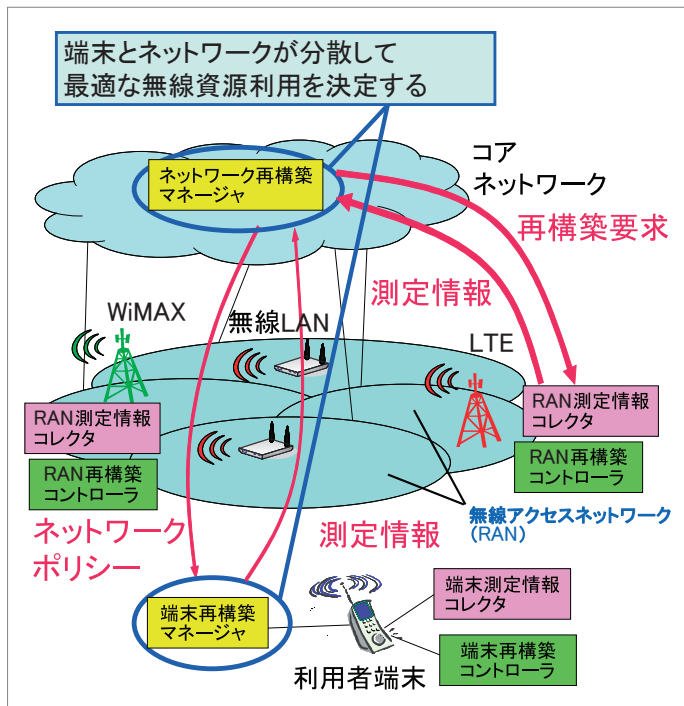 端末とネットワークが分散して
最適な無線資源利用を決定する
ネットワーク再構築
マネージャ
コア
ネットワーク
再構築要求
測定情報
WiMAX
無線LAN
LTE
RAN測定情報
コレクタ
RAN再構築
コントローラ
RAN測定情報
コレクタ
RAN再構築
コントローラ
無線アクセスネットワーク
(RAN)
ネットワーク
ポリシー
測定情報
端末再構築
マネージャ
利用者端末
端末測定情報
コレクタ
端末再構築
コントローラ